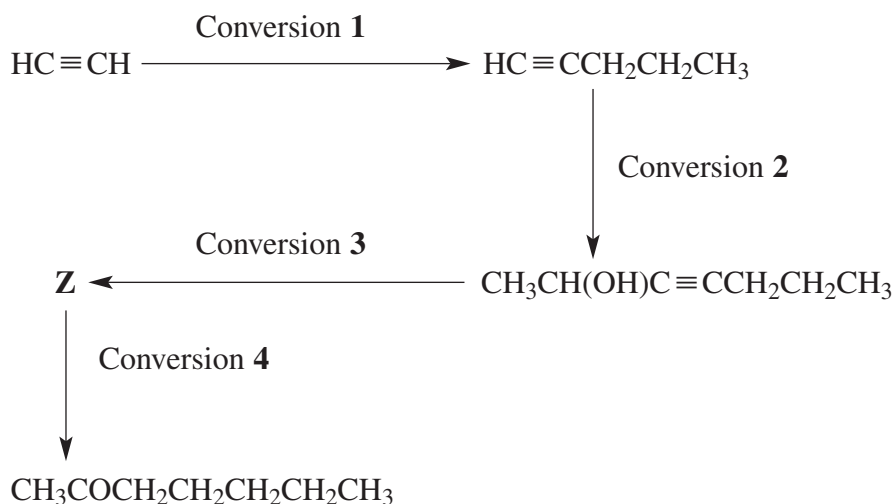 Conversion 1
HC≡CH
HC≡CCH₂CH₂CH₃
Conversion 2
Conversion 3
Z
CH₃CH(OH)C≡CCH₂CH₂CH₃
Conversion 4
CH₃COCH₂CH₂CH₂CH₂CH₃